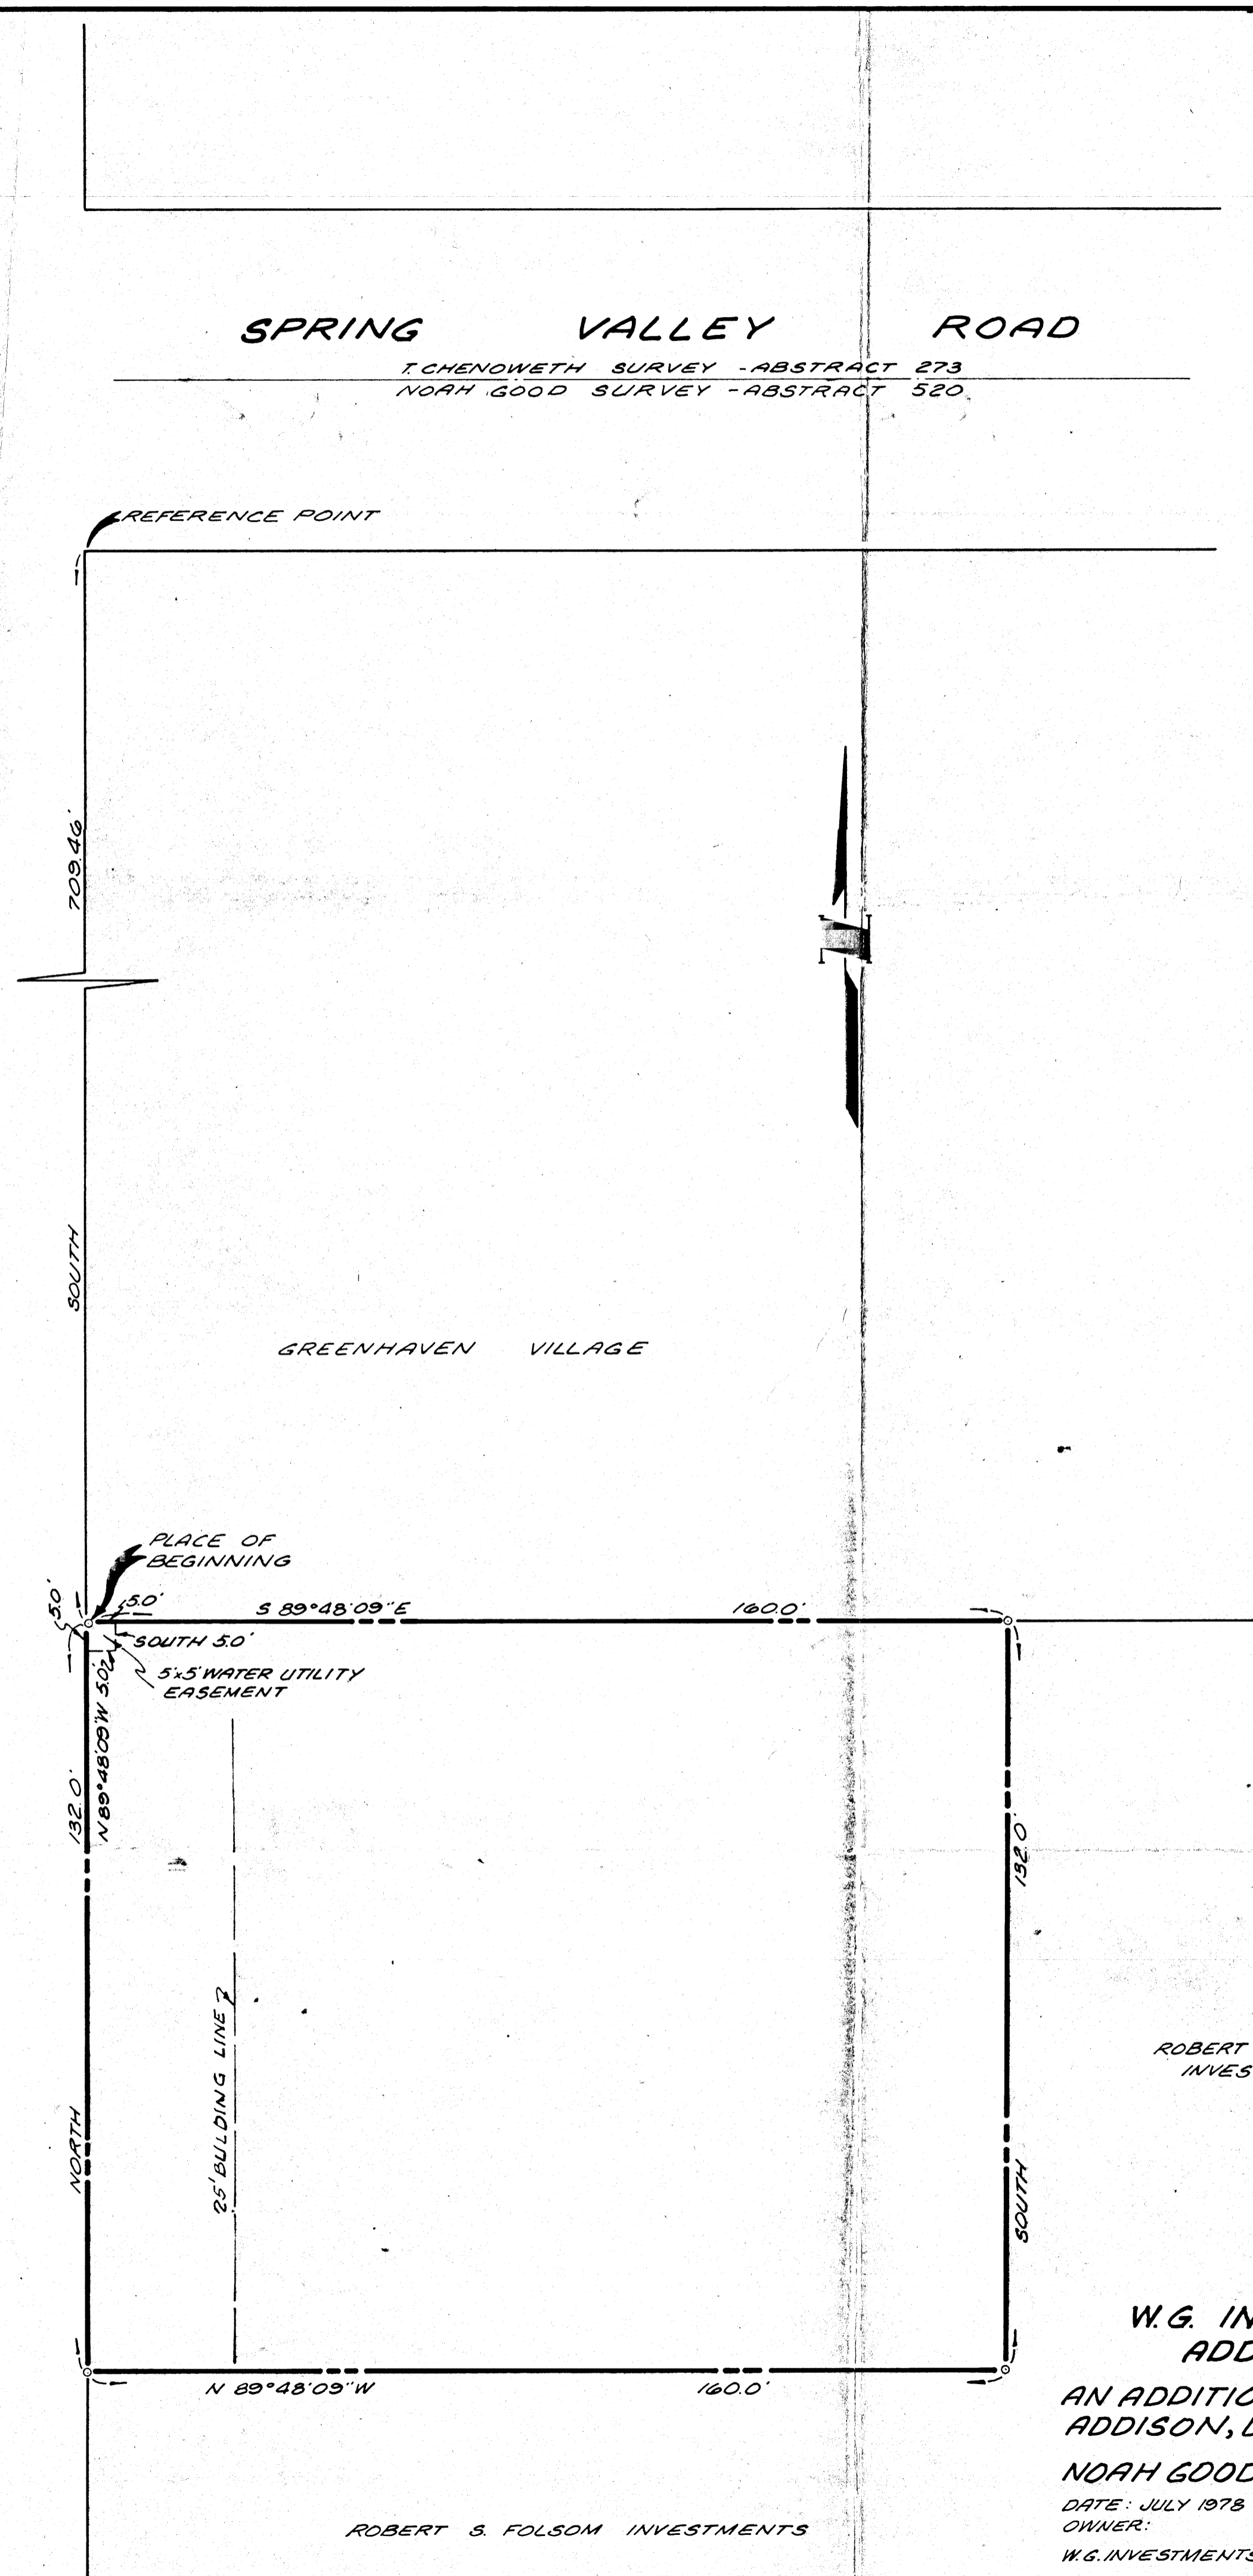 SPRING VALLEY ROAD
T. CHENOWETH SURVEY - ABSTRACT 273
NOAH GOOD SURVEY - ABSTRACT 520
REFERENCE POINT
709.46'
N
SOUTH
GREENHAVEN VILLAGE
PLACE OF
BEGINNING
5.0'
5.0'
S 89°48'09"E
160.0'
SOUTH 5.0'
5'x5' WATER UTILITY
EASEMENT
N 89°48'09"W 5.0'
132.0'
132.0'
25' BUILDING LINE
NORTH
SOUTH
ROBERT
INVES
N 89°48'09"W
160.0'
W.G. IN
ADD
AN ADDITIO
ADDISON, D
NOAH GOOD
DATE: JULY 1978
OWNER:
W.G. INVESTMENTS
ROBERT S. FOLSOM INVESTMENTS